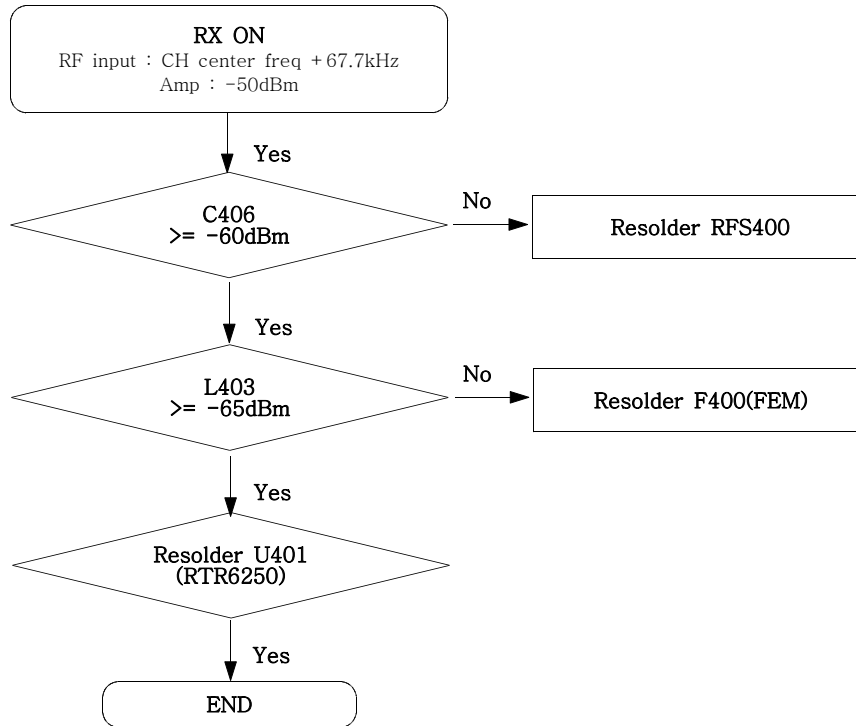 RX ON
RF input : CH center freq +67.7kHz
Amp : -50dBm
Yes
C406
>= -60dBm
No
Resolder RFS400
Yes
L403
>= -65dBm
No
Resolder F400(FEM)
Yes
Resolder U401
(RTR6250)
Yes
END